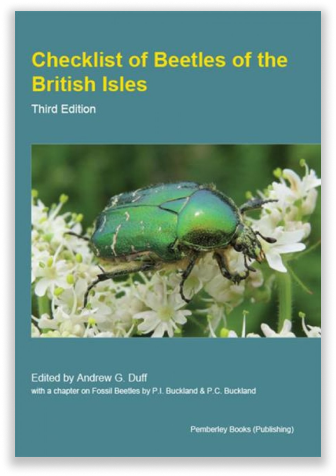 Checklist of Beetles of the
British Isles
Third Edition
Edited by Andrew G. Duff
with a chapter on Fossil Beetles by P.I. Buckland & P.C. Buckland
Pemberley Books (Publishing)